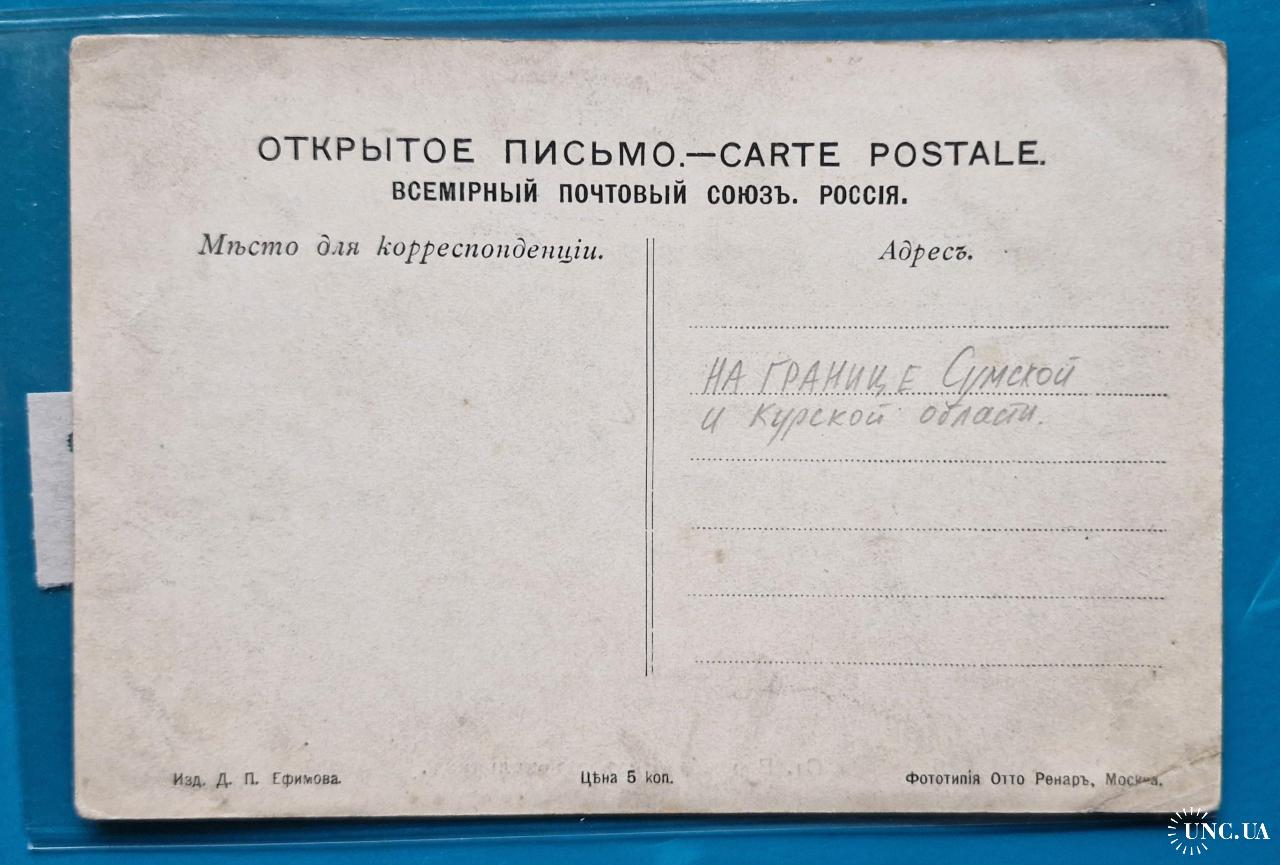 ОТКРЫТОЕ ПИСЬМО.—CARTE POSTALE.
ВСЕМІРНЫЙ ПОЧТОВЫЙ СОЮЗЪ. РОССІЯ.
Мѣсто для корреспонденціи.
Адресъ.
НА ГРАНИЦЕ Сумской
и Курской области.
Изд. Д. П. Ефимова.
Цѣна 5 коп.
Фототипія Отто Ренаръ, Москва.
UNC.UA